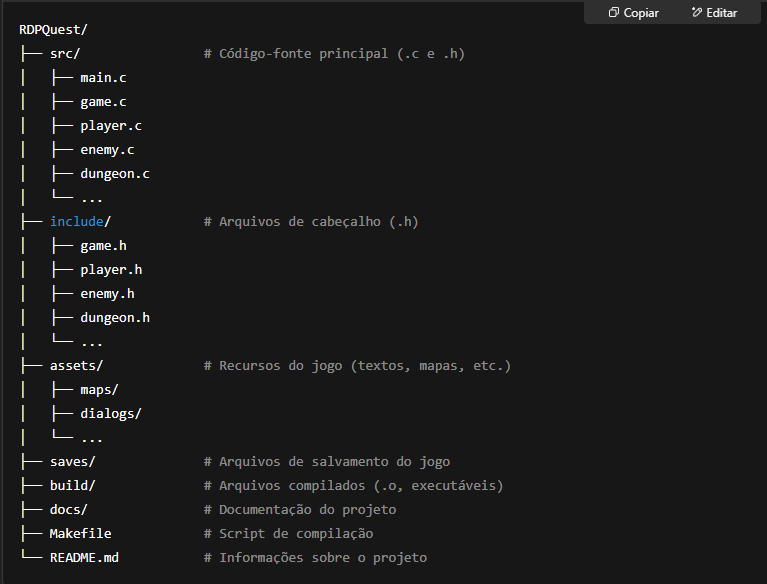 Copiar Editar
RDPQuest/
├── src/ # Código-fonte principal (.c e .h)
│   ├── main.c
│   ├── game.c
│   ├── player.c
│   ├── enemy.c
│   ├── dungeon.c
│   └── ...
├── include/ # Arquivos de cabeçalho (.h)
│   ├── game.h
│   ├── player.h
│   ├── enemy.h
│   ├── dungeon.h
│   └── ...
├── assets/ # Recursos do jogo (textos, mapas, etc.)
│   ├── maps/
│   ├── dialogs/
│   └── ...
├── saves/ # Arquivos de salvamento do jogo
├── build/ # Arquivos compilados (.o, executáveis)
├── docs/ # Documentação do projeto
├── Makefile # Script de compilação
└── README.md # Informações sobre o projeto